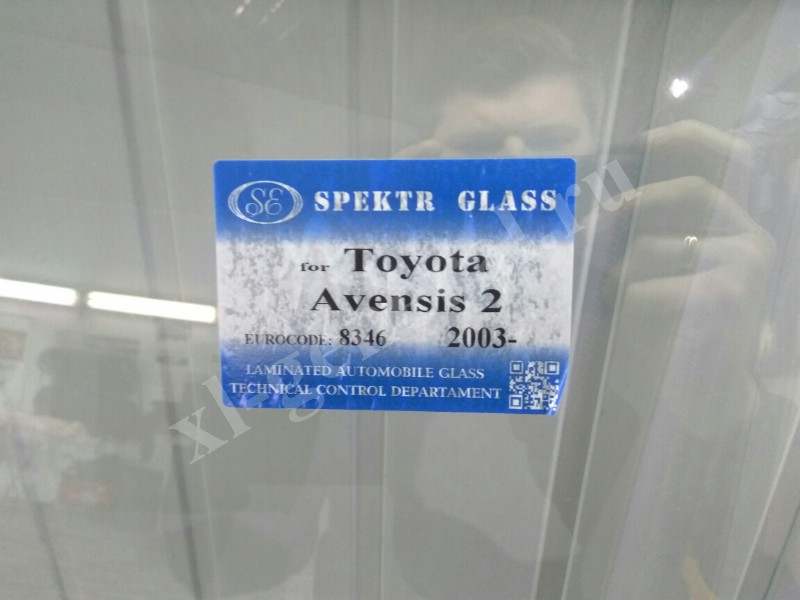 SE SPEKTR GLASS
for Toyota
Avensis 2
EUROCODE: 8346 2003-
LAMINATED AUTOMOBILE GLASS
TECHNICAL CONTROL DEPARTAMENT